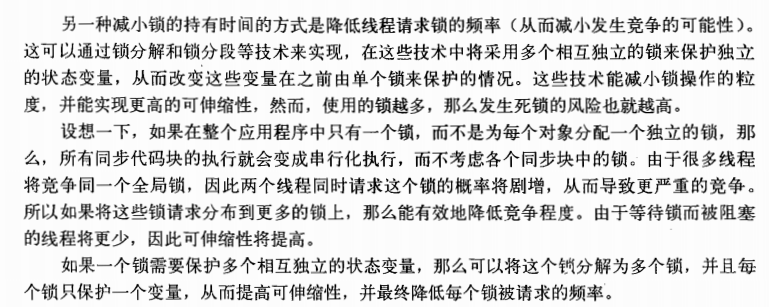 另一种减小锁的持有时间的方式是降低线程请求锁的频率（从而减小发生竞争的可能性）。
这可以通过锁分解和锁分段等技术来实现，在这些技术中将采用多个相互独立的锁来保护独立
的状态变量，从而改变这些变量在之前由单个锁来保护的情况。这些技术能减小锁操作的粒
度，并能实现更高的可伸缩性，然而，使用的锁越多，那么发生死锁的风险也就越高。
设想一下，如果在整个应用程序中只有一个锁，而不是为每个对象分配一个独立的锁，那
么，所有同步代码块的执行就会变成串行化执行，而不考虑各个同步块中的锁。由于很多线程
将竞争同一个全局锁，因此两个线程同时请求这个锁的概率将剧增，从而导致更严重的竞争。
所以如果将这些锁请求分布到更多的锁上，那么能有效地降低竞争程度。由于等待锁而被阻塞
的线程将更少，因此可伸缩性将提高。
如果一个锁需要保护多个相互独立的状态变量，那么可以将这个锁分解为多个锁，并且每
个锁只保护一个变量，从而提高可伸缩性，并最终降低每个锁被请求的频率。